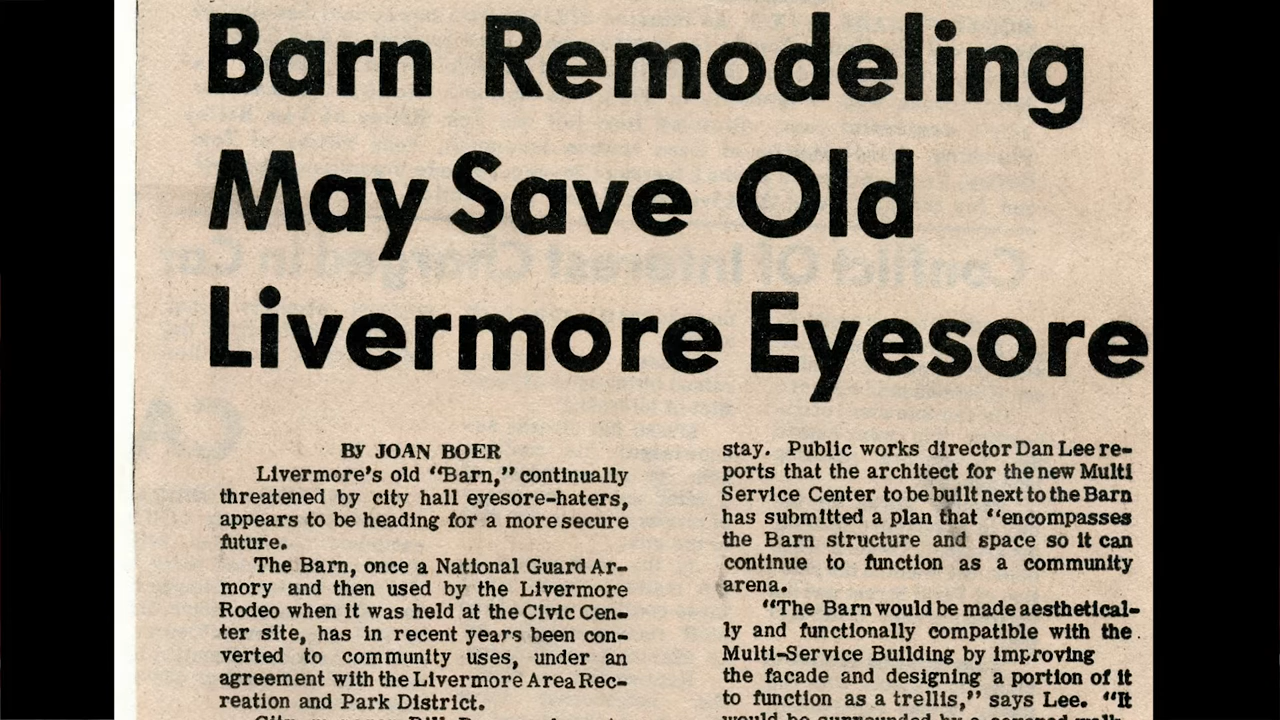 Barn Remodeling
May Save Old
Livermore Eyesore
By JOAN BOER
Livermore's old "Barn," continually
threatened by city hall eyesore-haters,
appears to be heading for a more secure
future.
The Barn, once a National Guard Ar-
mory and then used by the Livermore
Rodeo when it was held at the Civic Cen-
ter site, has in recent years been con-
verted to community uses, under an
agreement with the Livermore Area Rec-
reation and Park District.
stay. Public works director Dan Lee re-
ports that the architect for the new Multi
Service Center to be built next to the Barn
has submitted a plan that "encompasses
the Barn structure and space so it can
continue to function as a community
arena.
"The Barn would be made aesthetical-
ly and functionally compatible with the
Multi-Service Building by improving
the facade and designing a portion of it
to function as a trellis," says Lee. "It
would be surrounded by a covered walk-